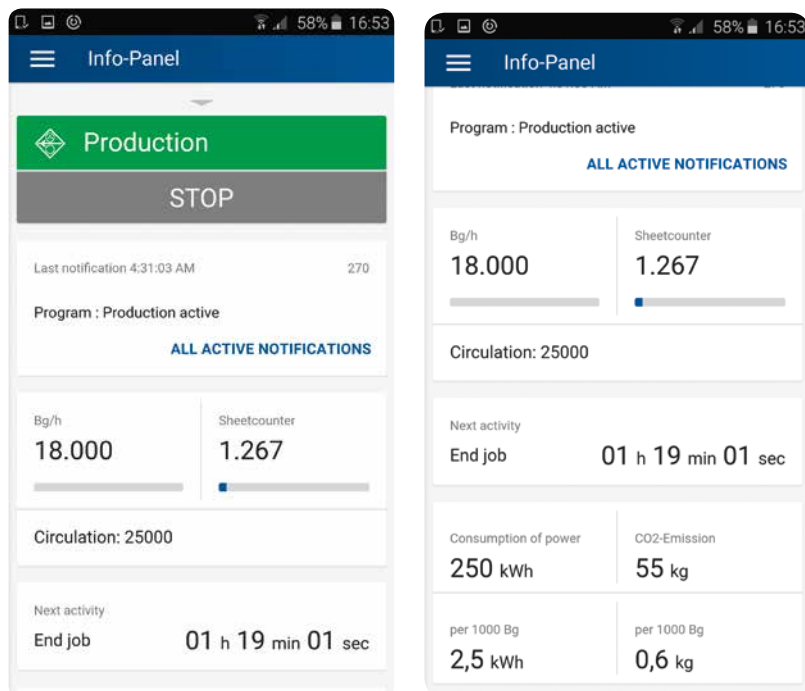 58% 16:53
Info-Panel
Production
STOP
Last notification 4:31:03 AM 270
Program : Production active
ALL ACTIVE NOTIFICATIONS
Bg/h Sheetcounter
18.000 1.267
Circulation: 25000
Next activity
End job 01 h 19 min 01 sec
58% 16:53
Info-Panel
Program : Production active
ALL ACTIVE NOTIFICATIONS
Bg/h Sheetcounter
18.000 1.267
Circulation: 25000
Next activity
End job 01 h 19 min 01 sec
Consumption of power CO2-Emission
250 kWh 55 kg
per 1000 Bg per 1000 Bg
2,5 kWh 0,6 kg